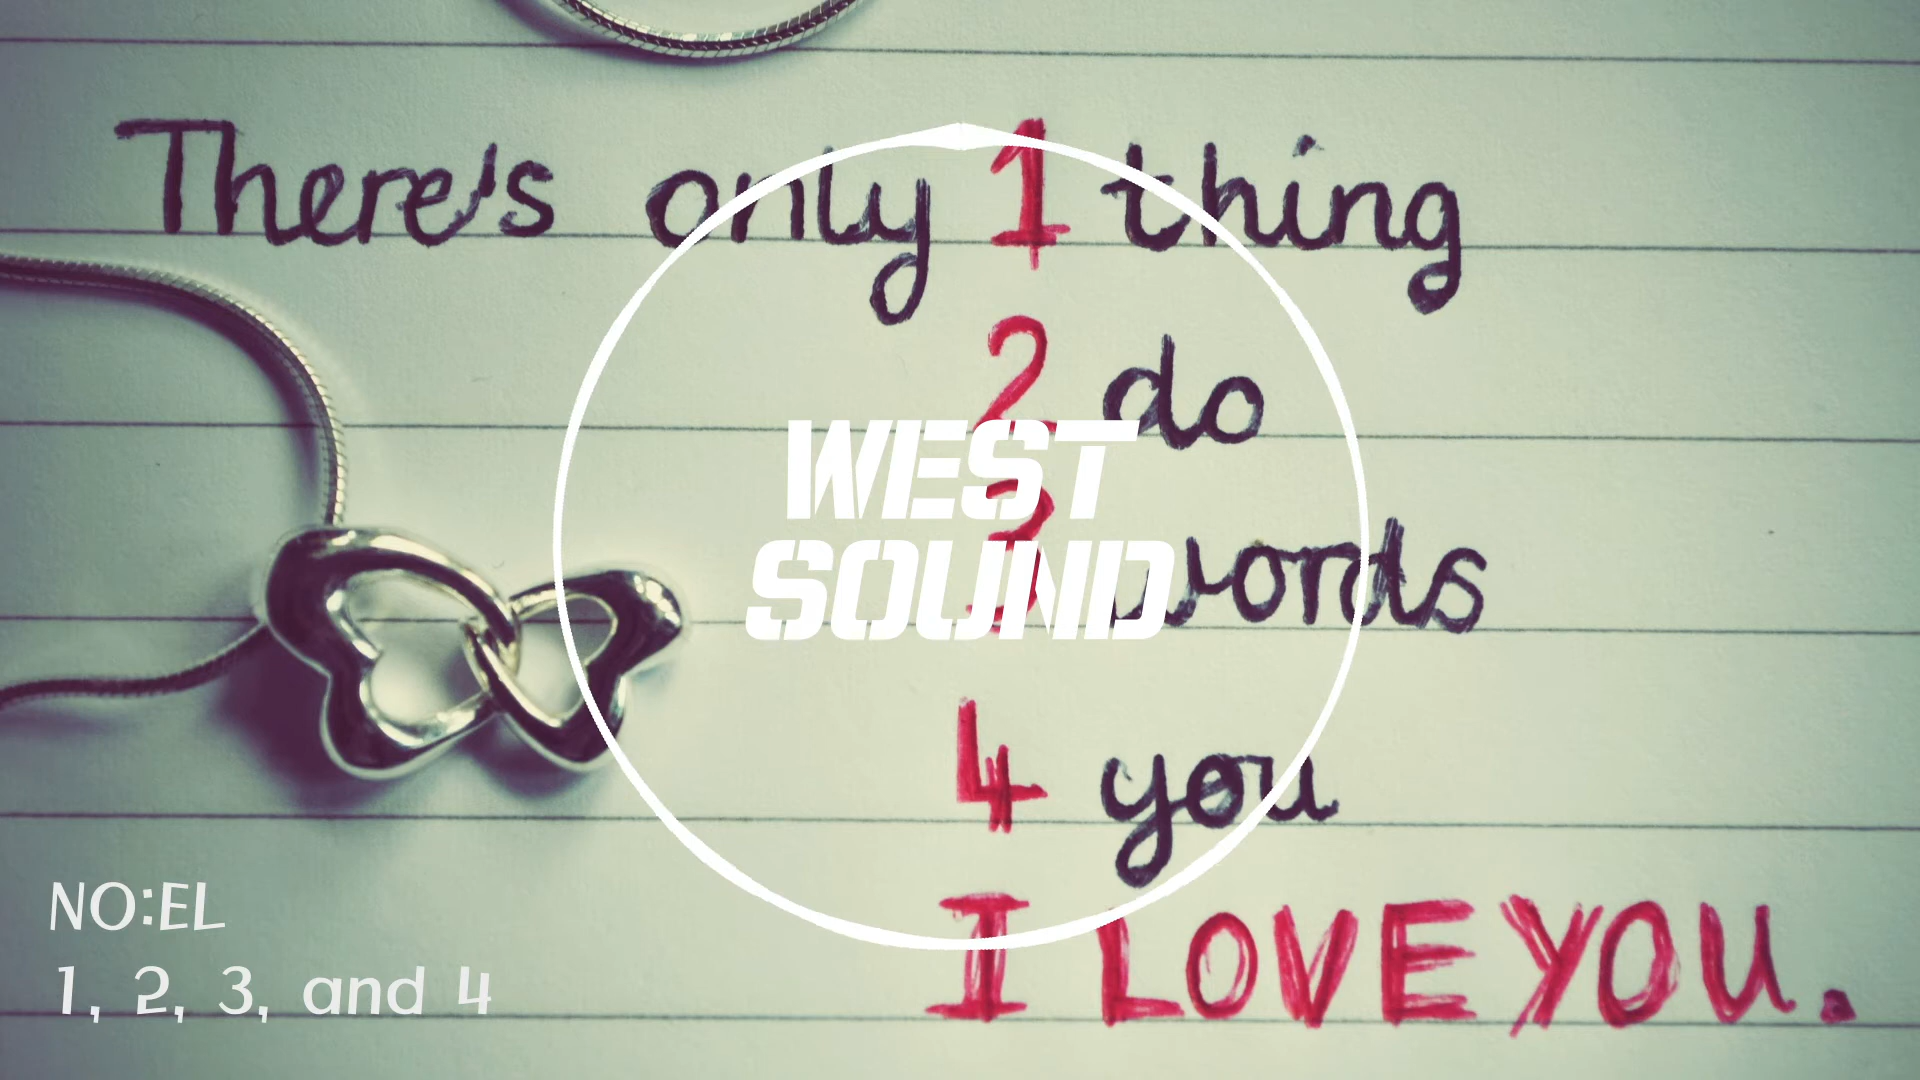 There's only 1 thing
2 do
3 words
4 you
I LOVE YOU.
WEST
SOUND
NO:EL
1, 2, 3, and 4